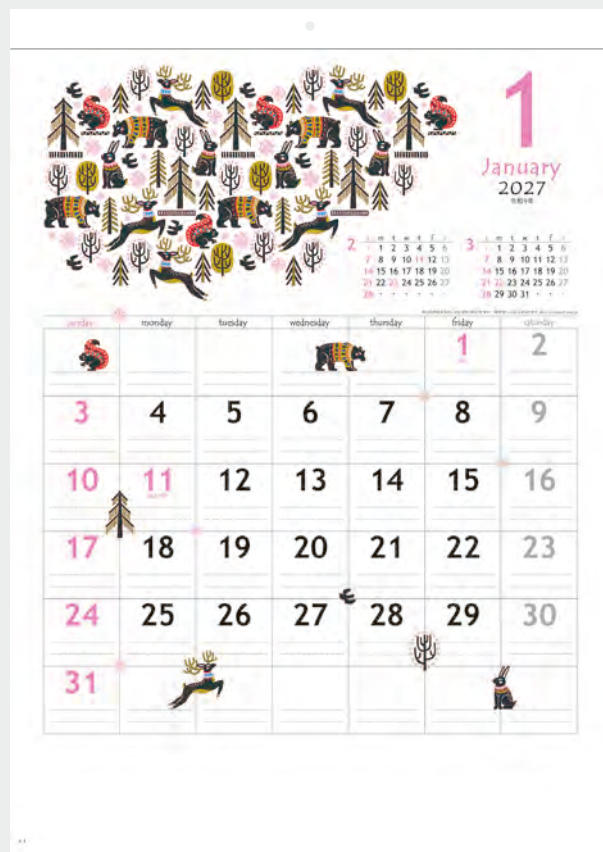 1
January
2027
令和9年
2 s m t w t f s
1 2 3 4 5 6
7 8 9 10 11 12 13
14 15 16 17 18 19 20
21 22 23 24 25 26 27
28
3 s m t w t f s
1 2 3 4 5 6
7 8 9 10 11 12 13
14 15 16 17 18 19 20
21 22 23 24 25 26 27
28 29 30 31
sunday monday tuesday wednesday thursday friday saturday
1 2
3 4 5 6 7 8 9
10 11 12 13 14 15 16
17 18 19 20 21 22 23
24 25 26 27 28 29 30
31